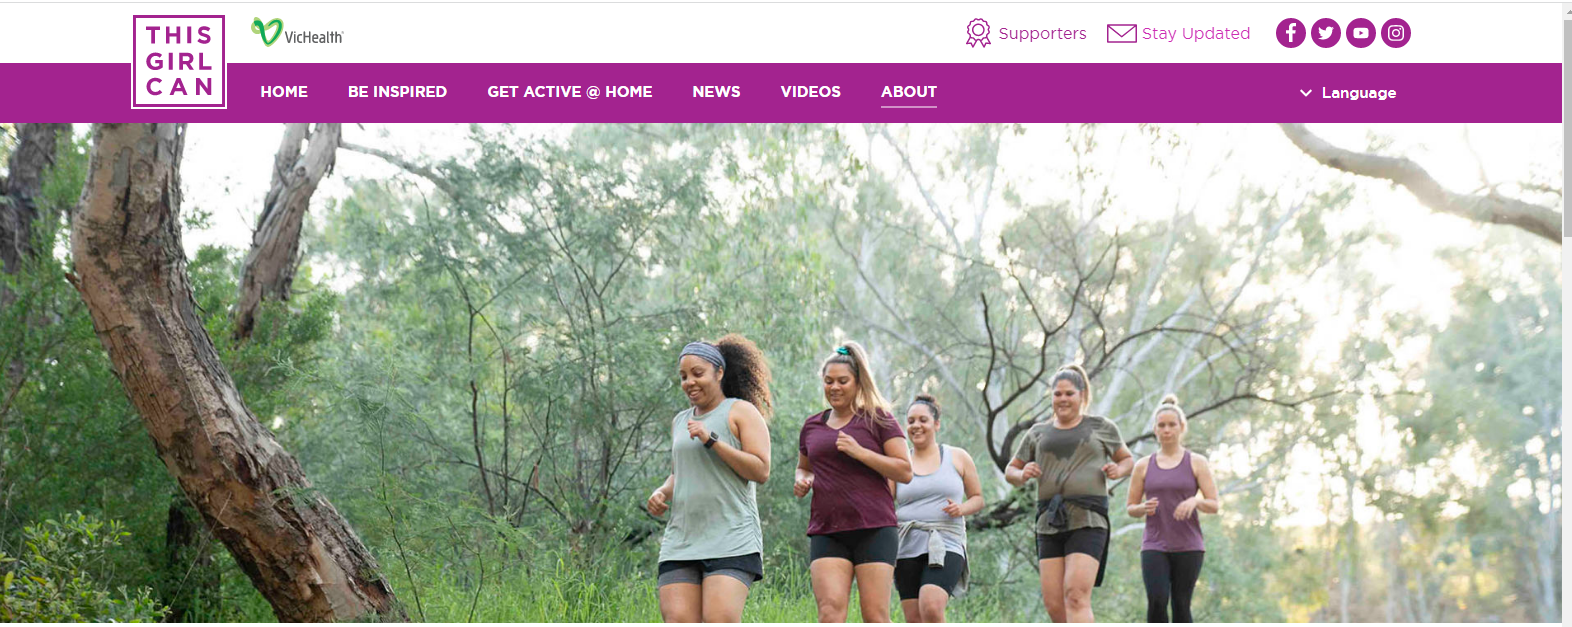 THIS
GIRL
CAN
VicHealth
Supporters
Stay Updated
HOME
BE INSPIRED
GET ACTIVE @ HOME
NEWS
VIDEOS
ABOUT
Language